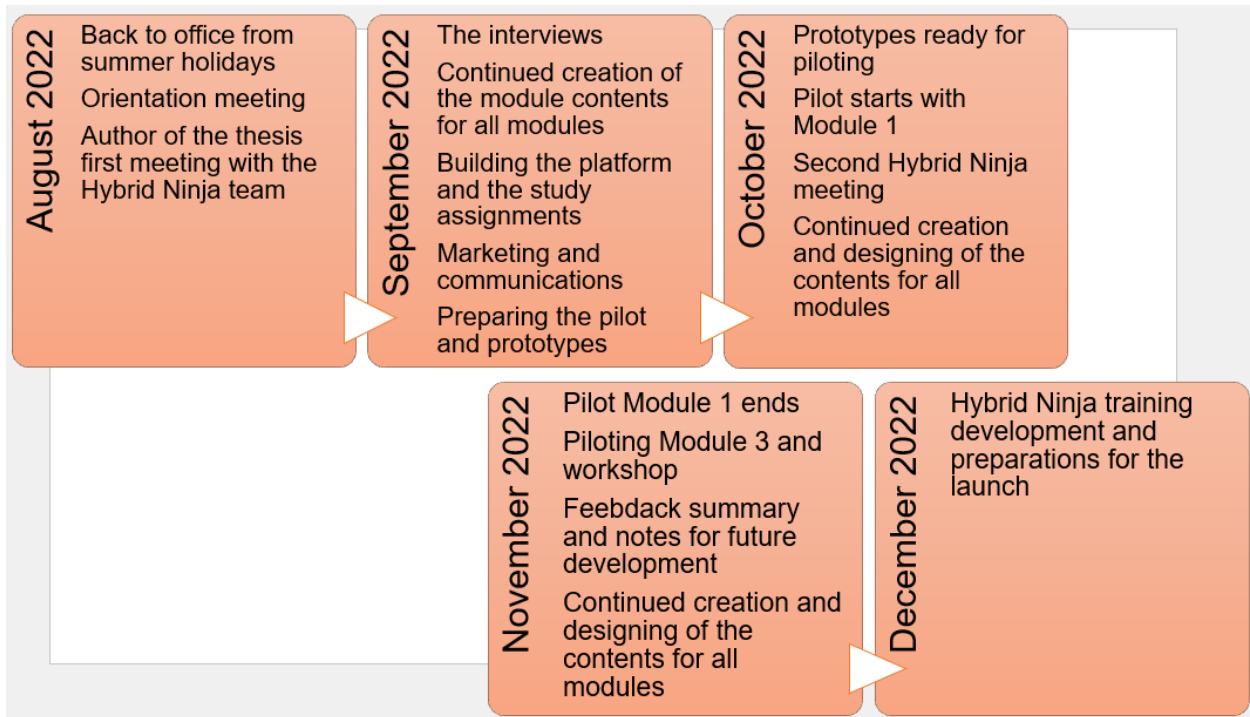 August 2022
Back to office from
summer holidays
Orientation meeting
Author of the thesis
first meeting with the
Hybrid Ninja team
September 2022
The interviews
Continued creation of
the module contents
for all modules
Building the platform
and the study
assignments
Marketing and
communications
Preparing the pilot
and prototypes
October 2022
Prototypes ready for
piloting
Pilot starts with
Module 1
Second Hybrid Ninja
meeting
Continued creation
and designing of the
contents for all
modules
November 2022
Pilot Module 1 ends
Piloting Module 3 and
workshop
Feebdack summary
and notes for future
development
Continued creation and
designing of the
contents for all
modules
December 2022
Hybrid Ninja training
development and
preparations for the
launch